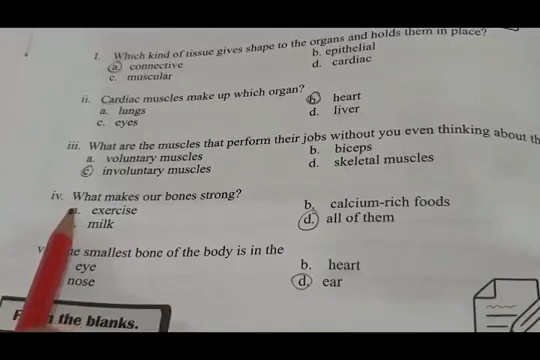 i. Which kind of tissue gives shape to the organs and holds them in place?
a. connective b. epithelial
c. muscular d. cardiac
ii. Cardiac muscles make up which organ?
a. lungs b. heart
c. eyes d. liver
iii. What are the muscles that perform their jobs without you even thinking about
a. voluntary muscles b. biceps
c. involuntary muscles d. skeletal muscles
iv. What makes our bones strong?
a. exercise b. calcium-rich foods
milk d. all of them
smallest bone of the body is in the
eye b. heart
nose d. ear
the blanks.